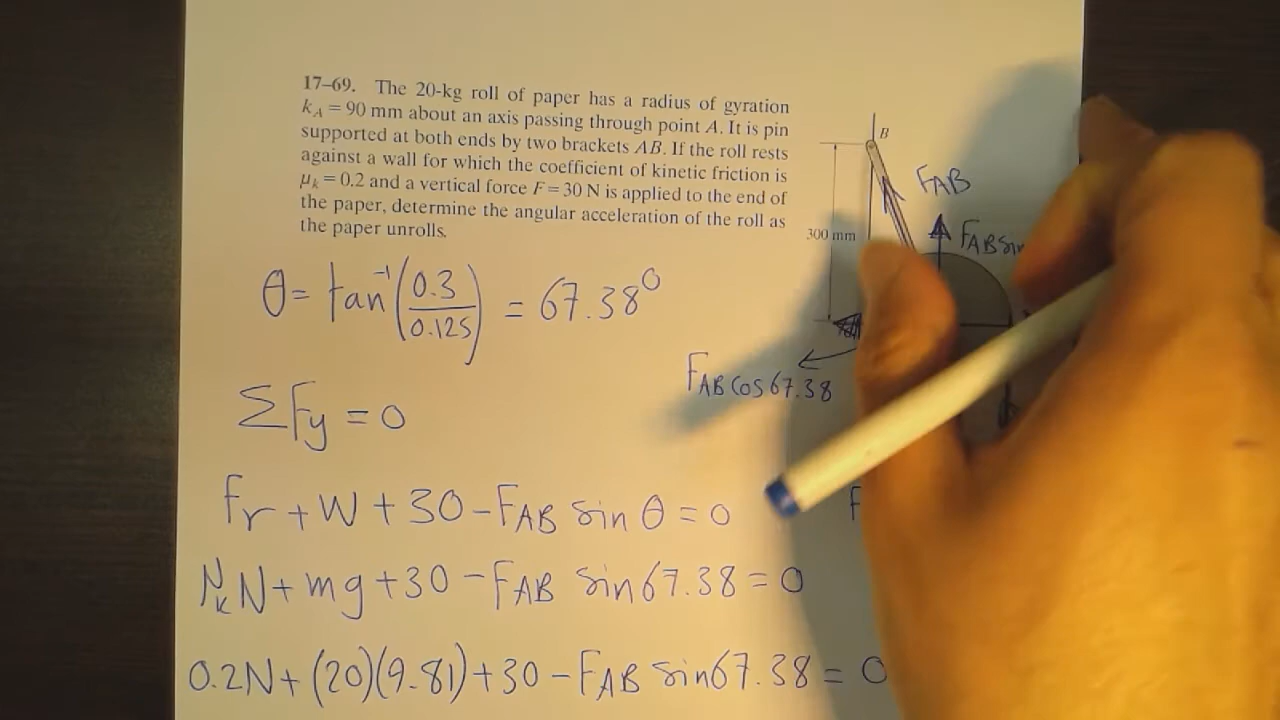 17–69. The 20-kg roll of paper has a radius of gyration
kA = 90 mm about an axis passing through point A. It is pin
supported at both ends by two brackets AB. If the roll rests
against a wall for which the coefficient of kinetic friction is
μk = 0.2 and a vertical force F = 30 N is applied to the end of
the paper, determine the angular acceleration of the roll as
the paper unrolls.
B
FAB
300 mm
FAB sin
FAB cos 67.38
θ = tan⁻¹(0.3/0.125) = 67.38⁰
ΣFy = 0
Fr + W + 30 - FAB sin θ = 0
μkN + mg + 30 - FAB sin 67.38 = 0
0.2N + (20)(9.81) + 30 - FAB sin 67.38 = 0